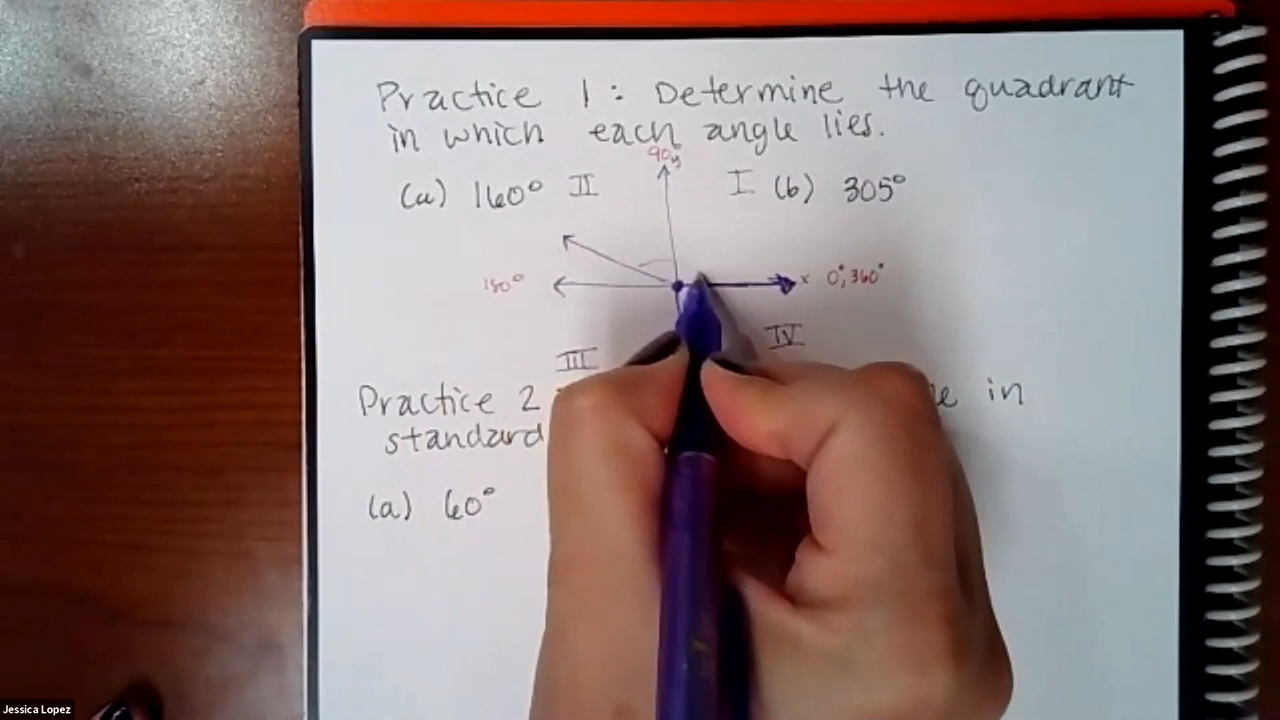 Practice 1: Determine the quadrant
in which each angle lies.
90 y
(a) 160° II
I (b) 305°
180°
x 0°, 360°
III
IV
Practice 2
in
standard
(a) 60°
Jessica Lopez